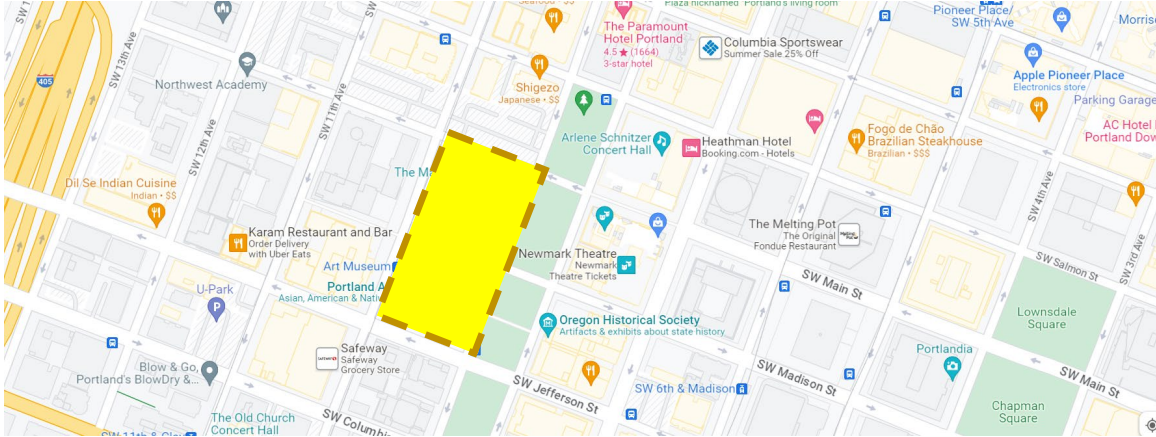 Seafood • $$
Plaza nicknamed "Portland's living room"
Pioneer Place/
SW 5th Ave
Morris
The Paramount
Hotel Portland
4.5 ★ (1664)
3-star hotel
Columbia Sportswear
Summer Sale 25% Off
SW 13th Ave
405
Northwest Academy
Shigezo
Japanese • $$
Apple Pioneer Place
Electronics store
Parking Garage
AC Hotel
Portland Dow
SW 11th Ave
SW 12th Ave
Arlene Schnitzer
Concert Hall
Heathman Hotel
Booking.com - Hotels
Fogo de Chão
Brazilian Steakhouse
Brazilian • $$$
The Ma
Dil Se Indian Cuisine
Indian • $$
SW 4th Ave
Karam Restaurant and Bar
Order Delivery
with Uber Eats
The Melting Pot
The Original
Fondue Restaurant
SW 3rd Ave
Newmark Theatre
Newmark
Theatre Tickets
Art Museum
Portland A
Asian, American & Nati
SW Salmon St
SW Main St
U-Park
P
Oregon Historical Society
Artifacts & exhibits about state history
Lownsdale
Square
Safeway
Safeway
Grocery Store
Portlandia
Blow & Go,
Portland's BlowDry &...
SW Jefferson St
SW 6th & Madison
SW Madison St
SW Main St
The Old Church
Concert Hall
SW Columbi
Chapman
Square
SW 11th & Clay